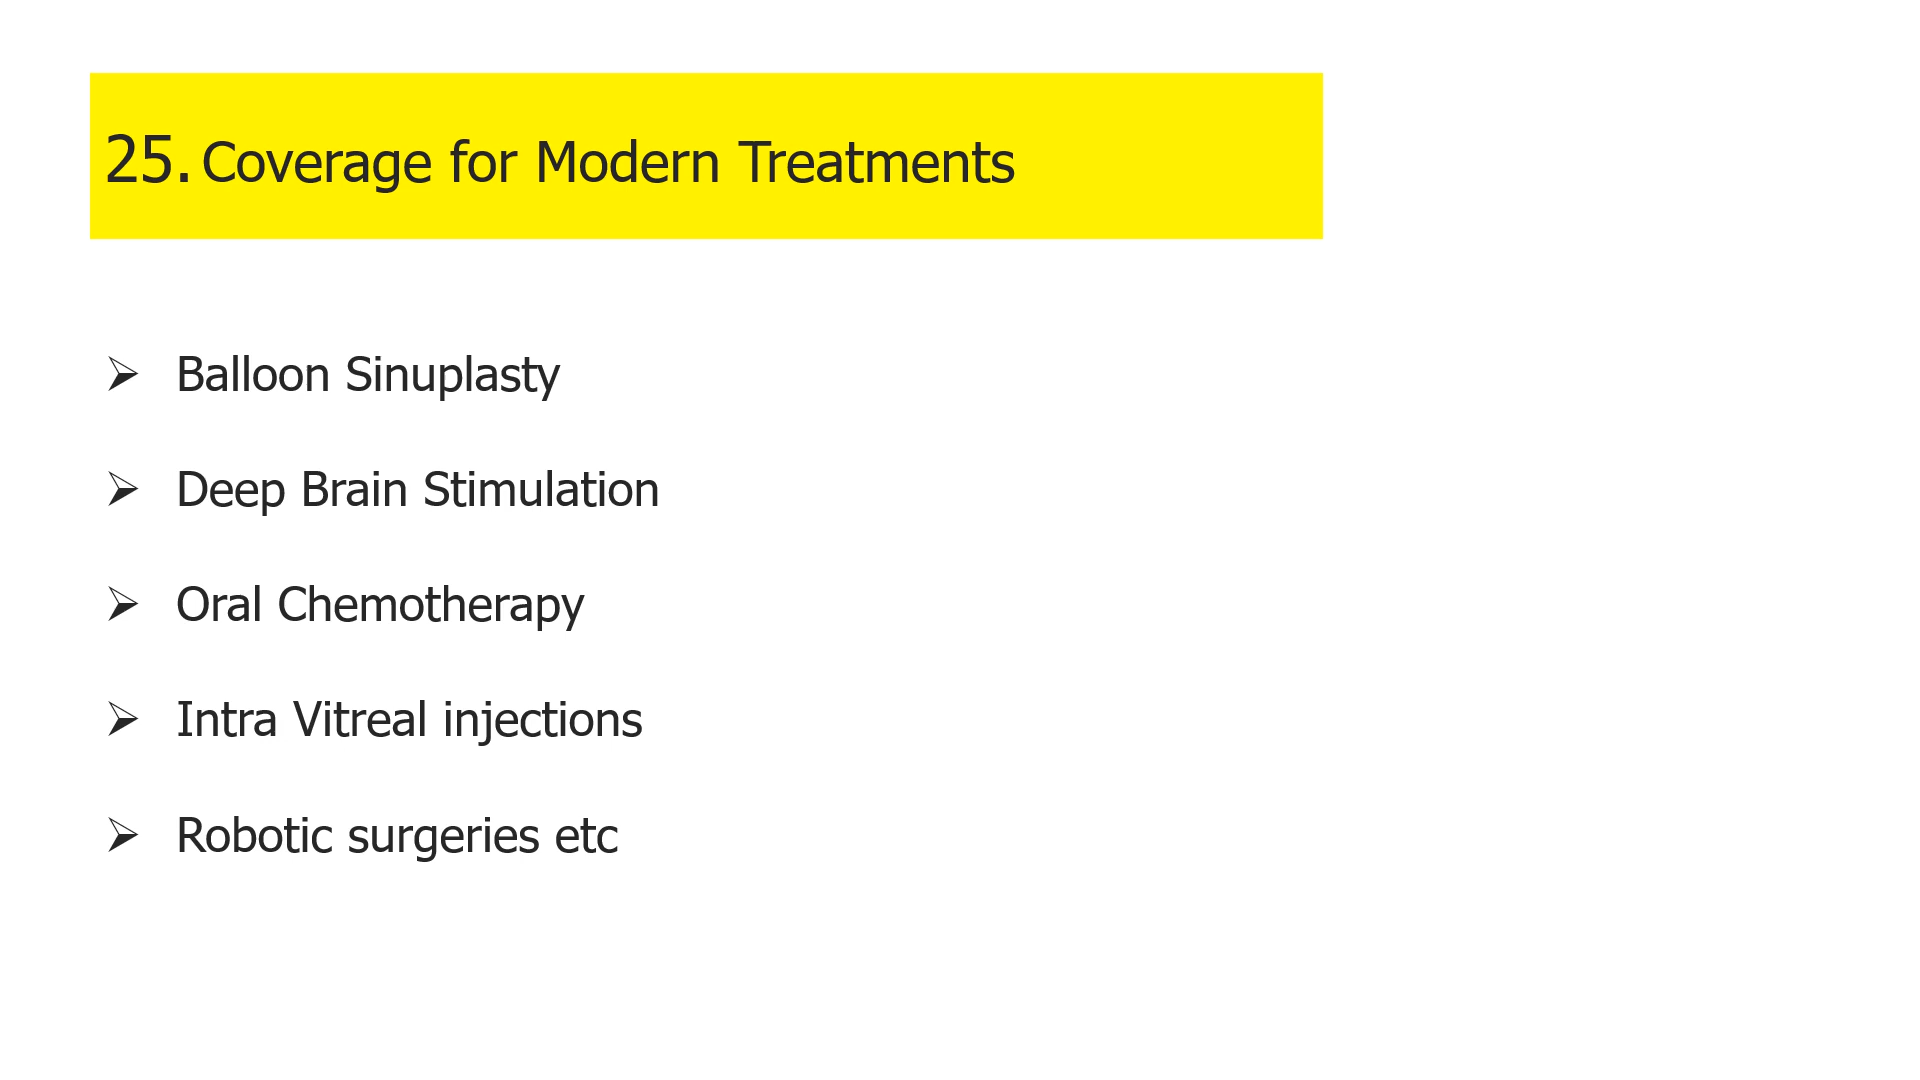 25. Coverage for Modern Treatments
➢ Balloon Sinuplasty
➢ Deep Brain Stimulation
➢ Oral Chemotherapy
➢ Intra Vitreal injections
➢ Robotic surgeries etc